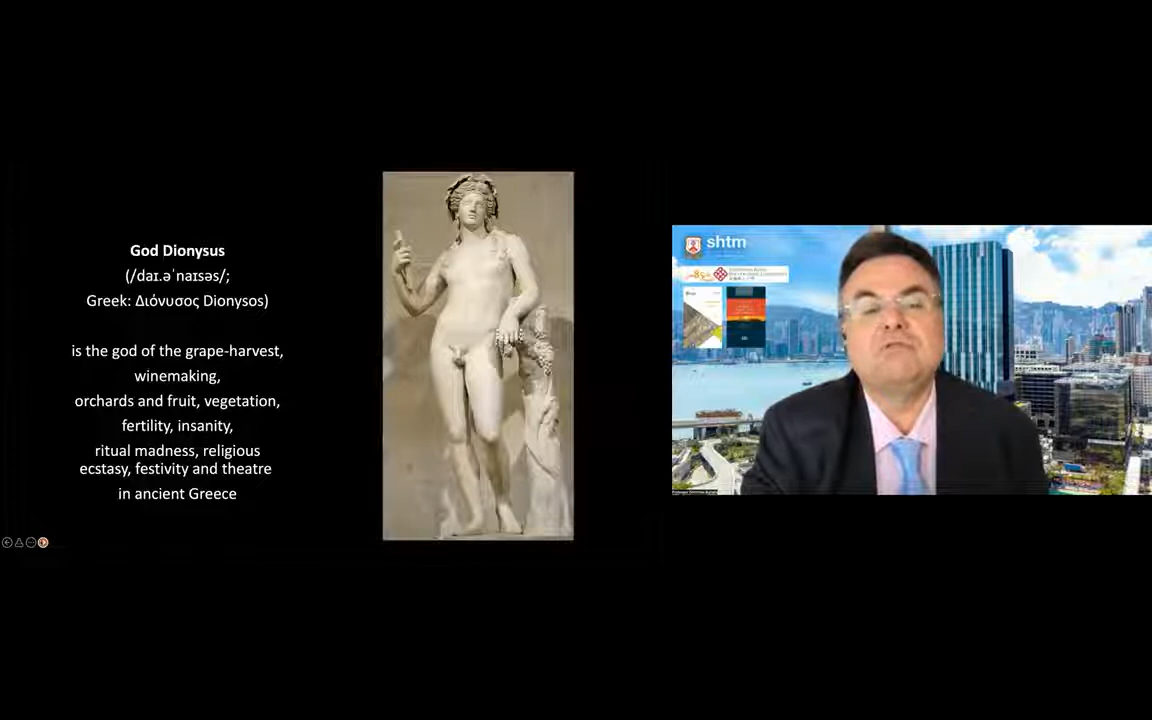 God Dionysus
(/daɪ.əˈnaɪsəs/;
Greek: Διόνυσος Dionysos)
is the god of the grape-harvest,
winemaking,
orchards and fruit, vegetation,
fertility, insanity,
ritual madness, religious
ecstasy, festivity and theatre
in ancient Greece
shtm